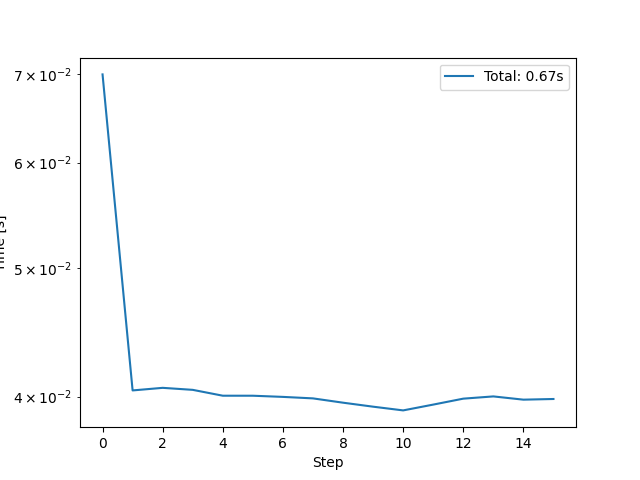 Total: 0.67s
7 × 10⁻²
6 × 10⁻²
5 × 10⁻²
4 × 10⁻²
[s]
0 2 4 6 8 10 12 14
Step